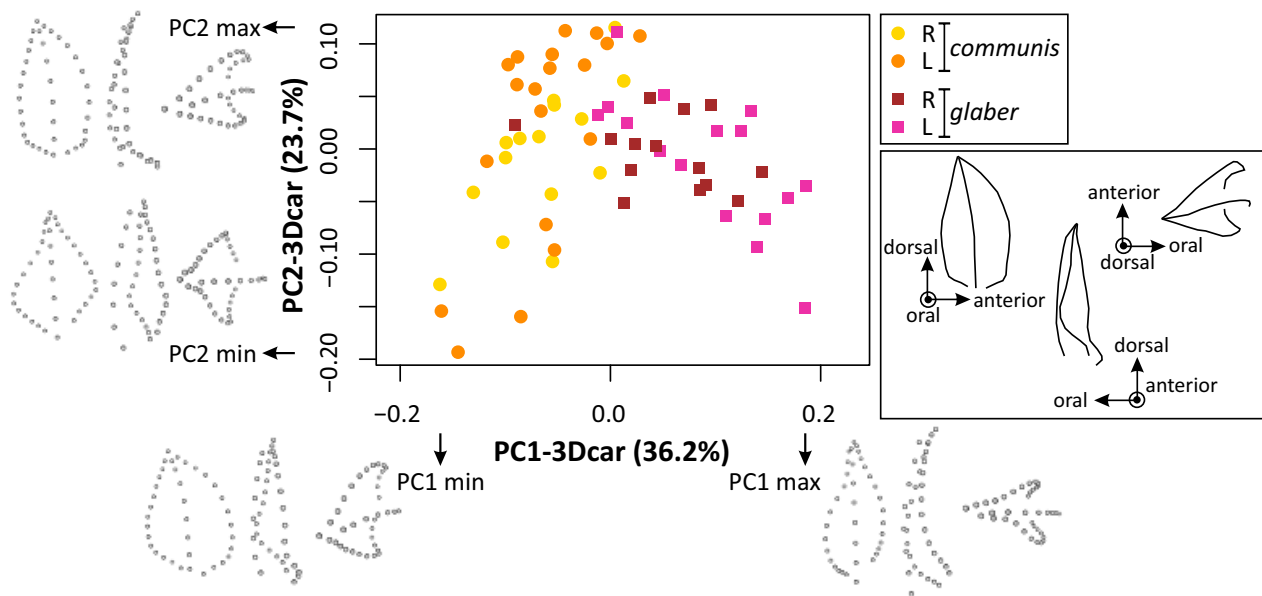 PC2 max
PC2 min
PC2-3Dcar (23.7%)
0.10
0.00
−0.10
−0.20
−0.2
0.0
0.2
PC1-3Dcar (36.2%)
PC1 min
PC1 max
R
L
communis
R
L
glaber
dorsal
anterior
oral
anterior
oral
dorsal
dorsal
anterior
oral